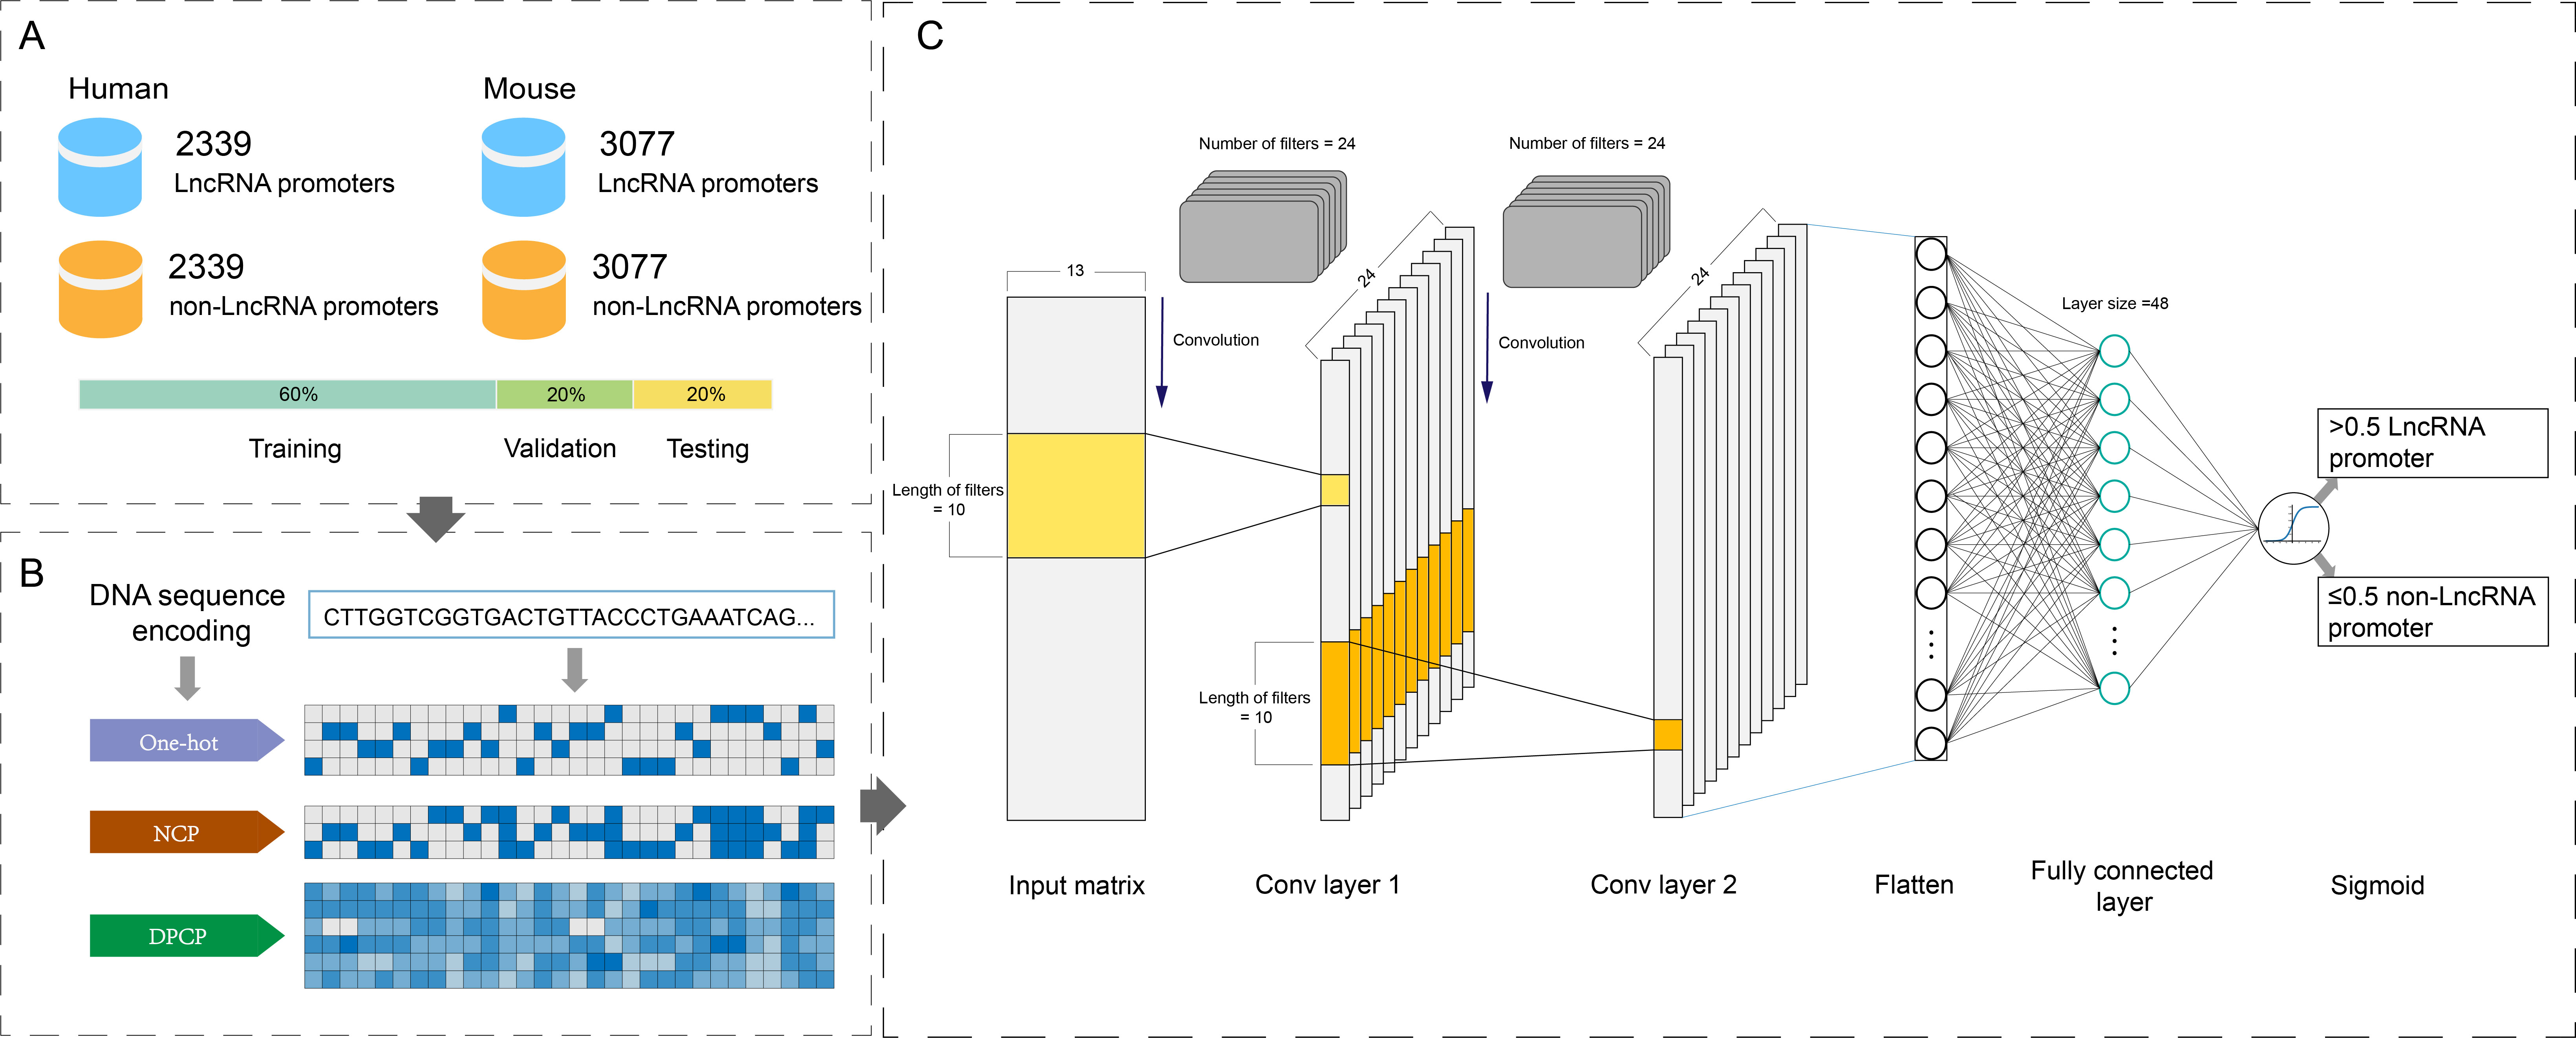 A
Human
Mouse
2339
LncRNA promoters
3077
LncRNA promoters
2339
non-LncRNA promoters
3077
non-LncRNA promoters
60%
20%
20%
Training
Validation
Testing
B
DNA sequence
encoding
CTTGGTCGGTGACTGTTACCCTGAAATCAG...
One-hot
NCP
DPCP
C
Number of filters = 24
Number of filters = 24
13
24
24
Convolution
Convolution
Layer size =48
Length of filters
= 10
Length of filters
= 10
>0.5 LncRNA
promoter
≤0.5 non-LncRNA
promoter
Input matrix
Conv layer 1
Conv layer 2
Flatten
Fully connected
layer
Sigmoid